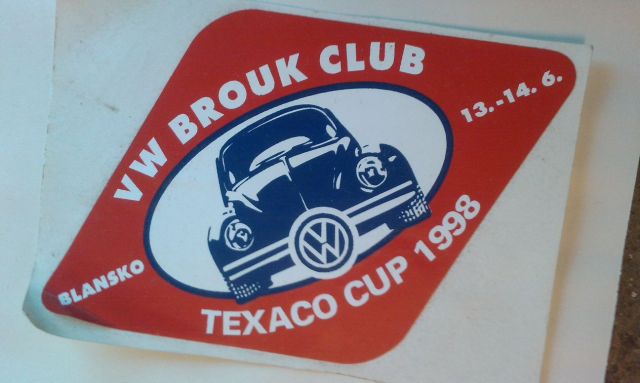 VW BROUK CLUB
13.-14. 6.
BLANSKO
TEXACO CUP 1998